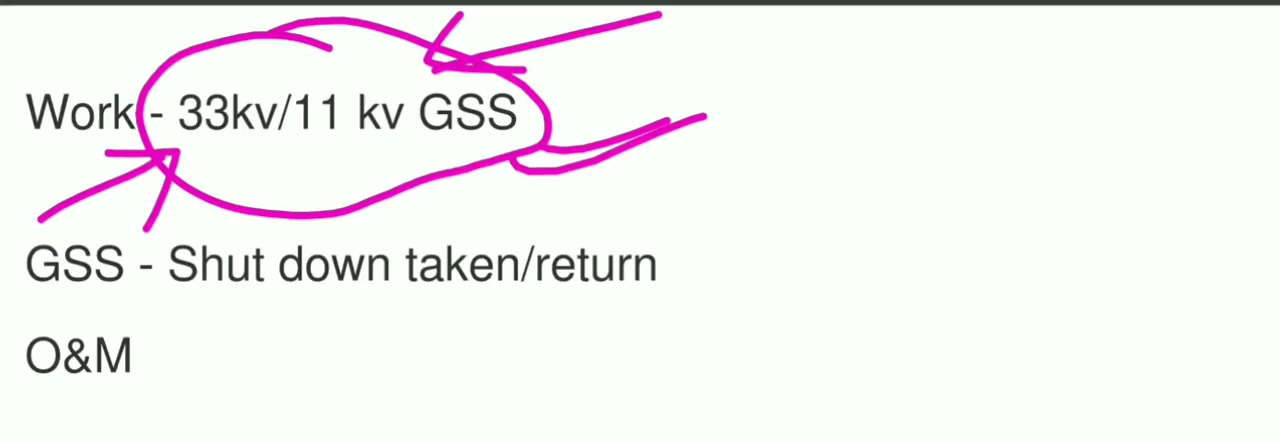 Work - 33kv/11 kv GSS
GSS - Shut down taken/return
O&M